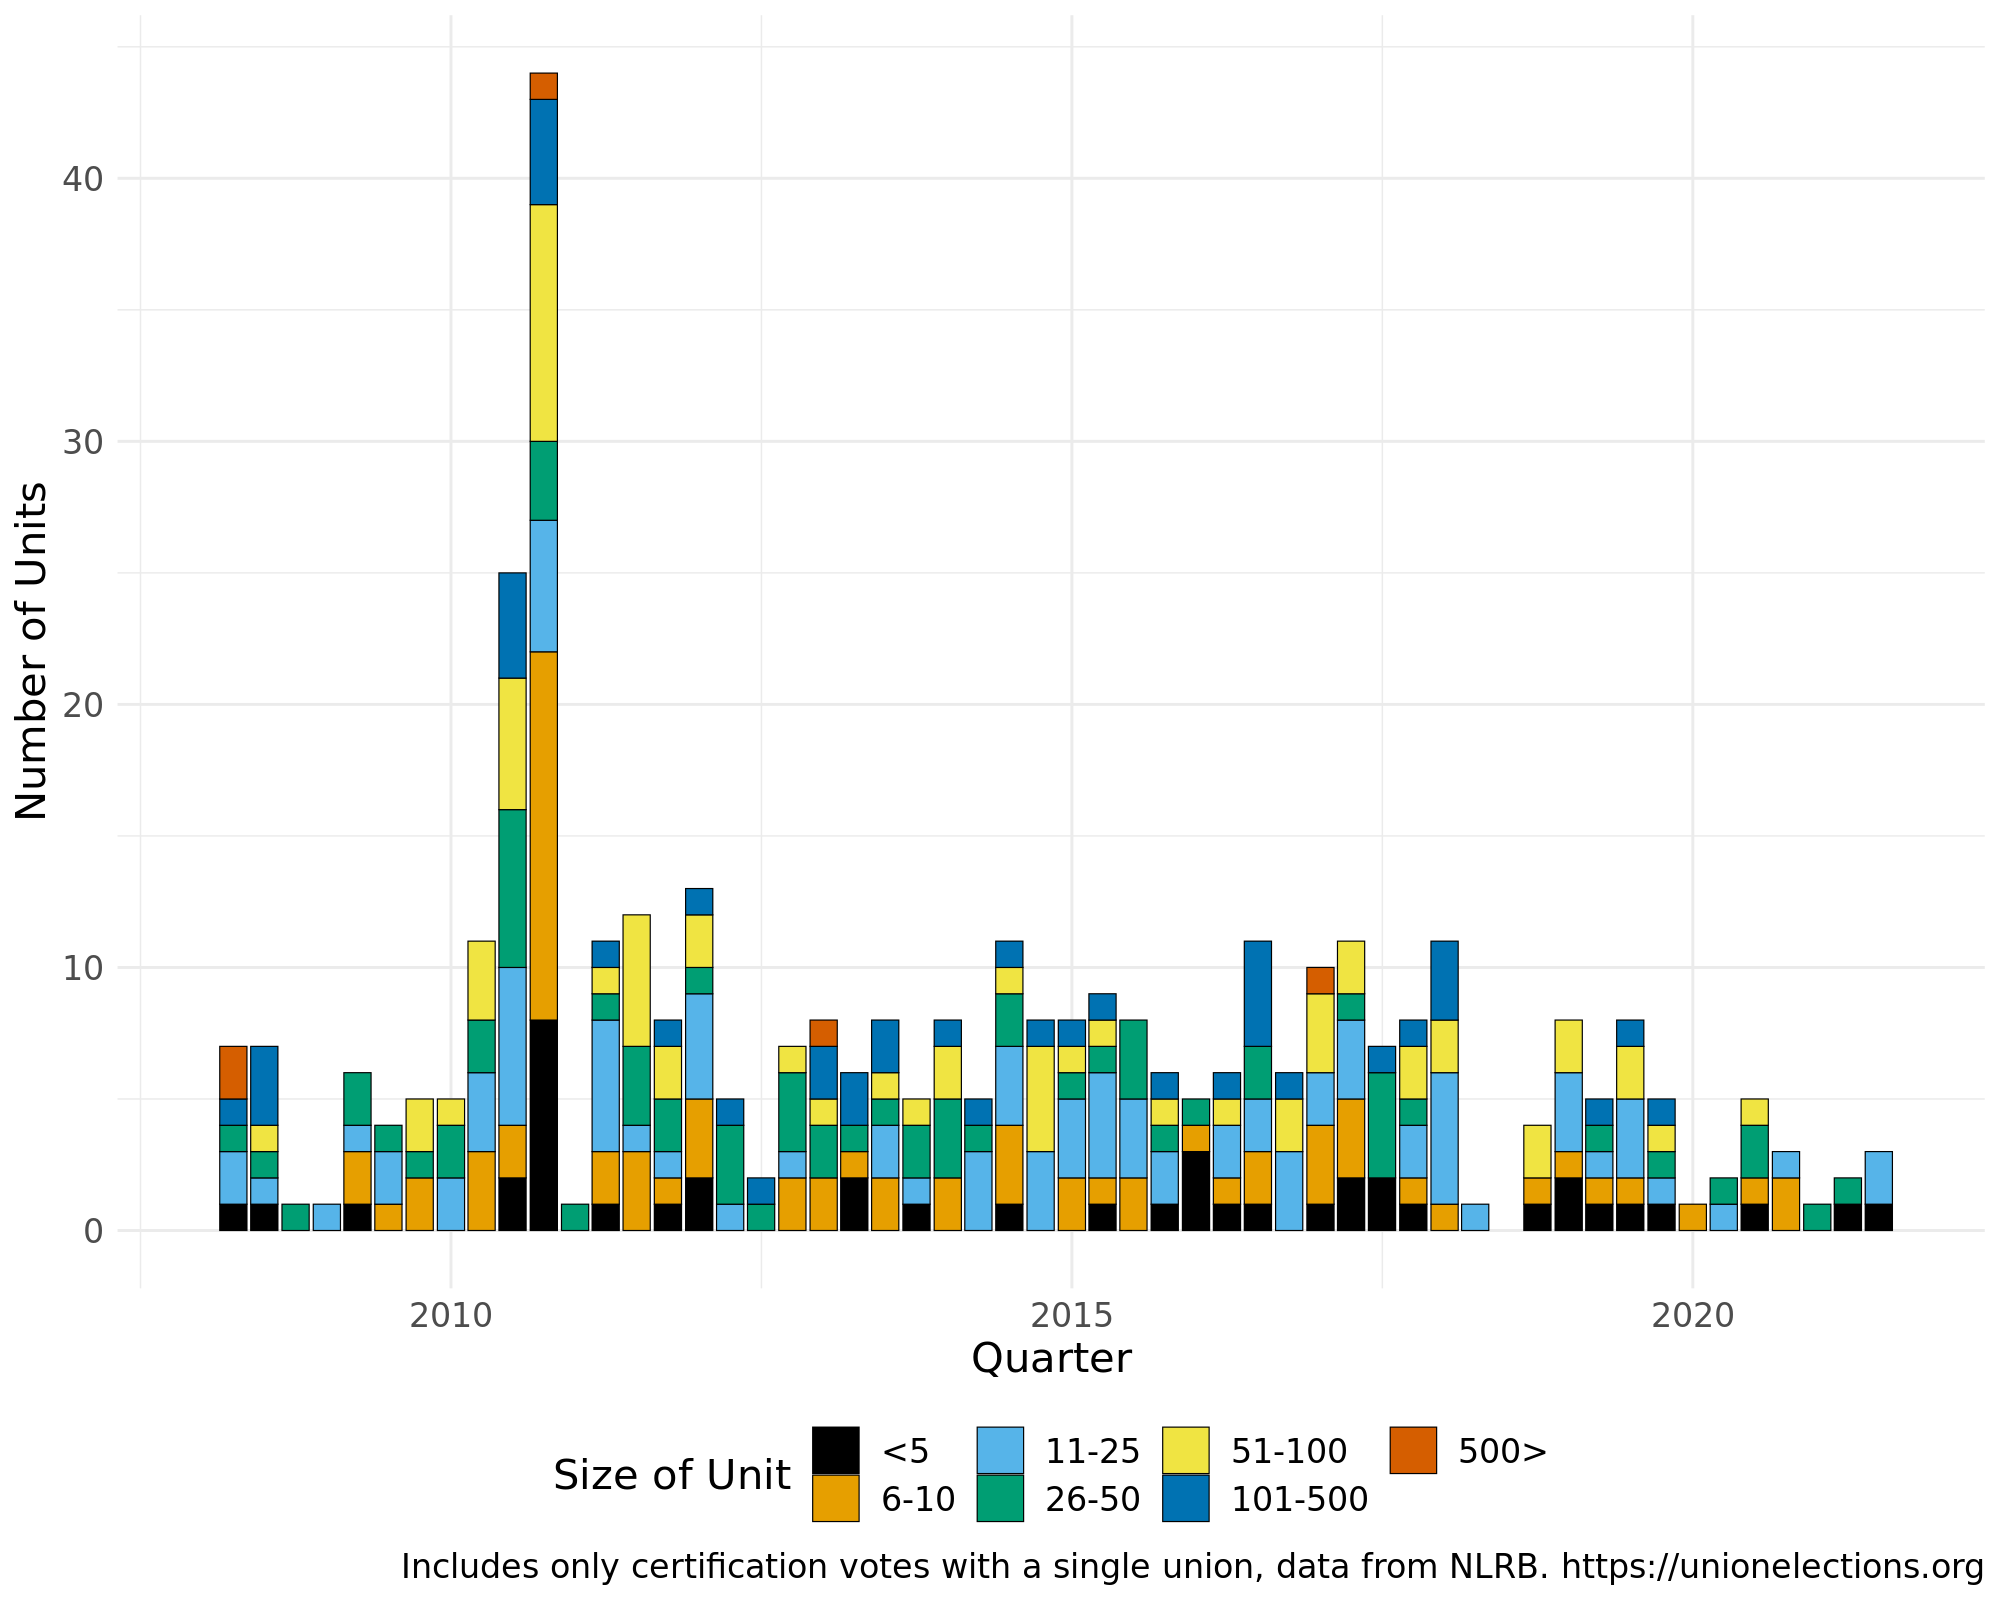 40
30
20
10
0
Number of Units
2010 2015 2020
Quarter
Size of Unit
<5 11-25 51-100 500>
6-10 26-50 101-500
Includes only certification votes with a single union, data from NLRB. https://unionelections.org